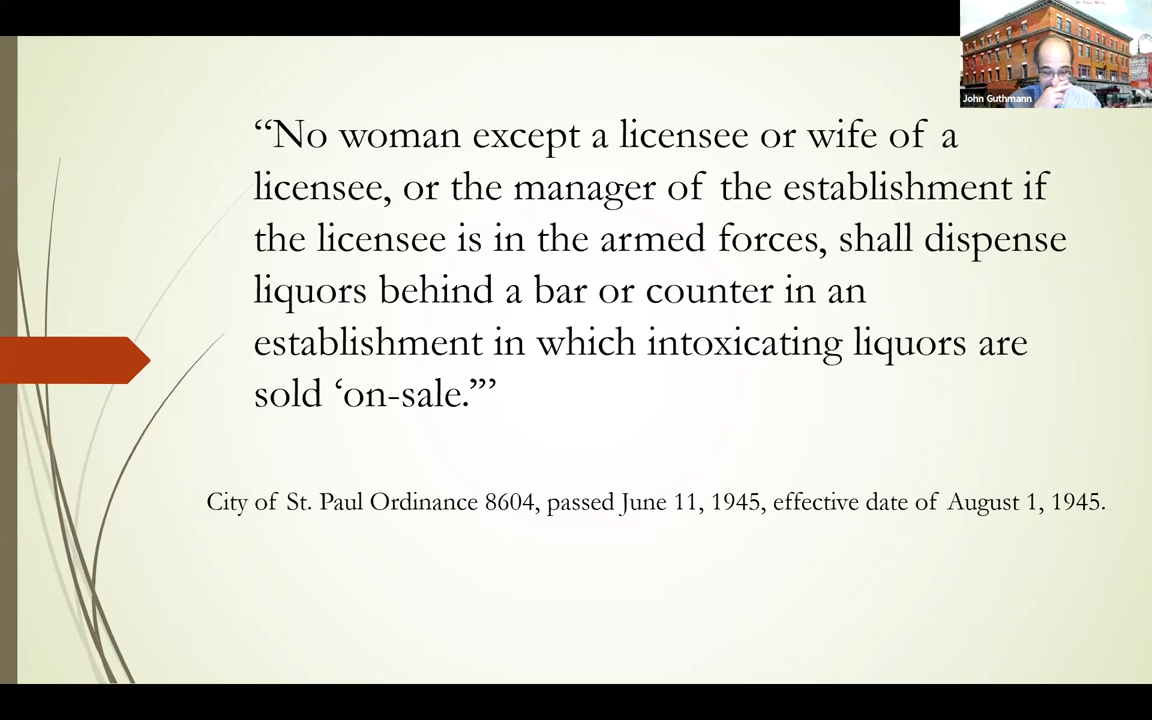 John Guthmann
“No woman except a licensee or wife of a
licensee, or the manager of the establishment if
the licensee is in the armed forces, shall dispense
liquors behind a bar or counter in an
establishment in which intoxicating liquors are
sold ‘on-sale.”’
City of St. Paul Ordinance 8604, passed June 11, 1945, effective date of August 1, 1945.